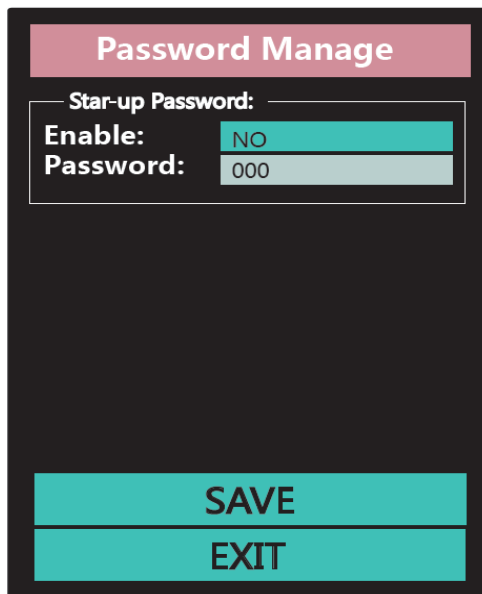 Password Manage
Star-up Password:
Enable: NO
Password: 000
SAVE
EXIT